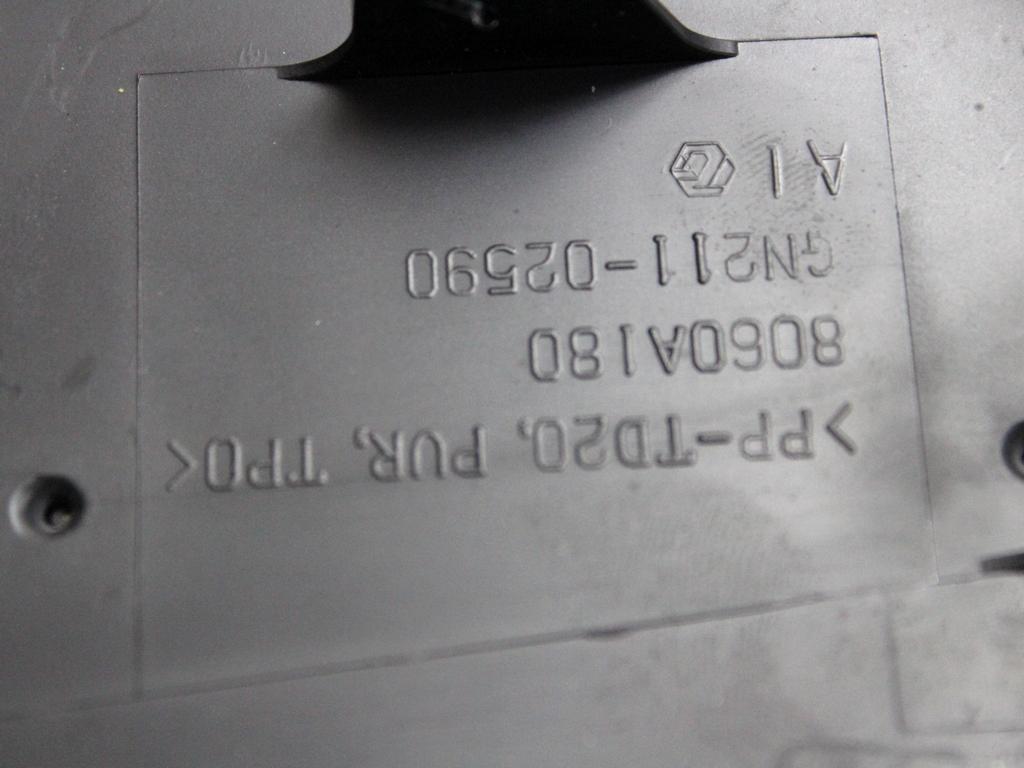 >PP-TD20, PUR, TPO<
8060A180
GN211-02590
A1